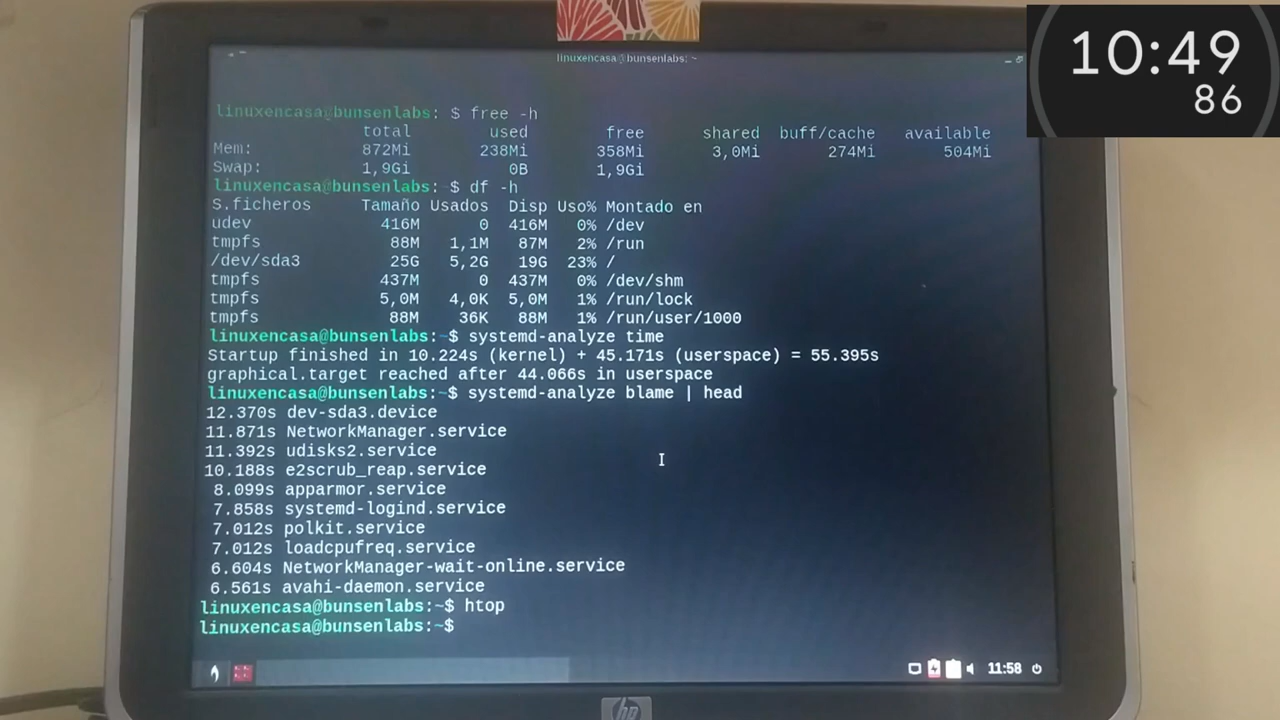 10:49
86
linuxencasa@bunsenlabs: ~
linuxencasa@bunsenlabs: $ free -h
total used free shared buff/cache available
Mem: 872Mi 238Mi 358Mi 3,0Mi 274Mi 504Mi
Swap: 1,9Gi 0B 1,9Gi
linuxencasa@bunsenlabs: $ df -h
S.ficheros Tamaño Usados Disp Uso% Montado en
udev 416M 0 416M 0% /dev
tmpfs 88M 1,1M 87M 2% /run
/dev/sda3 25G 5,2G 19G 23% /
tmpfs 437M 0 437M 0% /dev/shm
tmpfs 5,0M 4,0K 5,0M 1% /run/lock
tmpfs 88M 36K 88M 1% /run/user/1000
linuxencasa@bunsenlabs:~$ systemd-analyze time
Startup finished in 10.224s (kernel) + 45.171s (userspace) = 55.395s
graphical.target reached after 44.066s in userspace
linuxencasa@bunsenlabs:~$ systemd-analyze blame | head
12.370s dev-sda3.device
11.871s NetworkManager.service
11.392s udisks2.service
10.188s e2scrub_reap.service
8.099s apparmor.service
7.858s systemd-logind.service
7.012s polkit.service
7.012s loadcpufreq.service
6.604s NetworkManager-wait-online.service
6.561s avahi-daemon.service
linuxencasa@bunsenlabs:~$ htop
linuxencasa@bunsenlabs:~$
11:58
hp